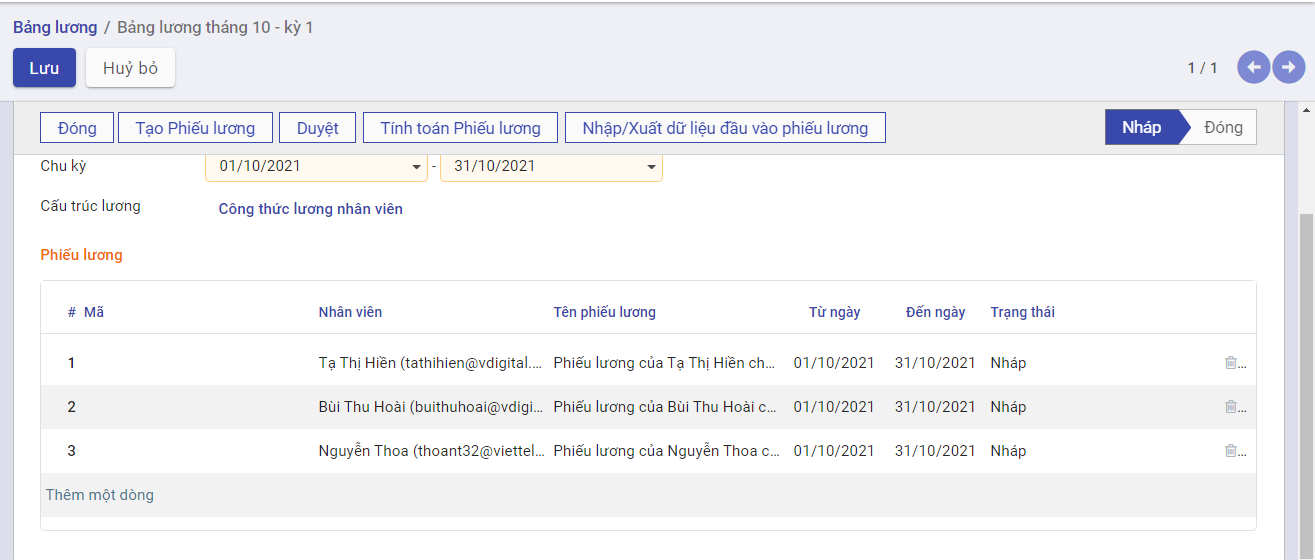 Bảng lương / Bảng lương tháng 10 - kỳ 1
Lưu Huỷ bỏ 1 / 1
Đóng Tạo Phiếu lương Duyệt Tính toán Phiếu lương Nhập/Xuất dữ liệu đầu vào phiếu lương Nháp Đóng
Chu kỳ 01/10/2021 - 31/10/2021
Cấu trúc lương Công thức lương nhân viên
Phiếu lương
# Mã Nhân viên Tên phiếu lương Từ ngày Đến ngày Trạng thái
1 Tạ Thị Hiền (tathihien@vdigital.... Phiếu lương của Tạ Thị Hiền ch... 01/10/2021 31/10/2021 Nháp ...
2 Bùi Thu Hoài (buithuhoai@vdigi... Phiếu lương của Bùi Thu Hoài c... 01/10/2021 31/10/2021 Nháp ...
3 Nguyễn Thoa (thoant32@viettel... Phiếu lương của Nguyễn Thoa c... 01/10/2021 31/10/2021 Nháp ...
Thêm một dòng